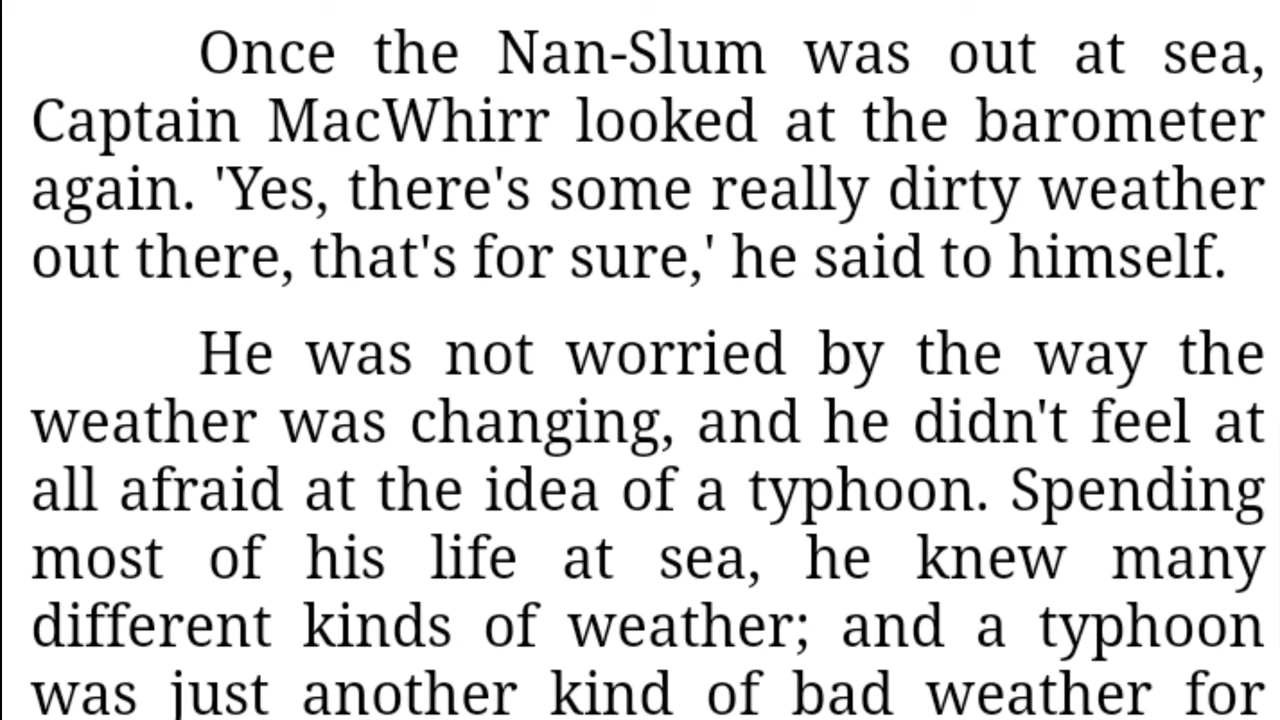 Once the Nan-Slum was out at sea,
Captain MacWhirr looked at the barometer
again. 'Yes, there's some really dirty weather
out there, that's for sure,' he said to himself.
He was not worried by the way the
weather was changing, and he didn't feel at
all afraid at the idea of a typhoon. Spending
most of his life at sea, he knew many
different kinds of weather; and a typhoon
was just another kind of bad weather for